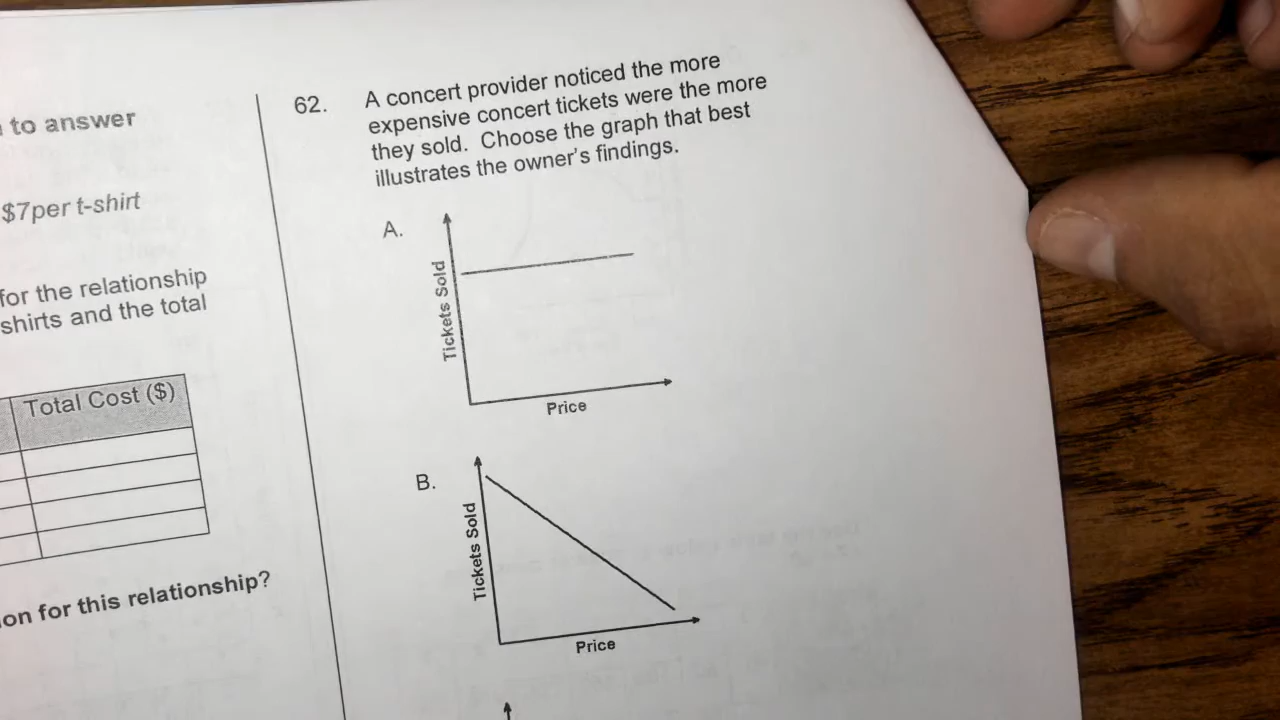 to answer
$7per t-shirt
for the relationship
shirts and the total
Total Cost ($)
on for this relationship?
62. A concert provider noticed the more
expensive concert tickets were the more
they sold. Choose the graph that best
illustrates the owner's findings.
A.
Tickets Sold
Price
B.
Tickets Sold
Price